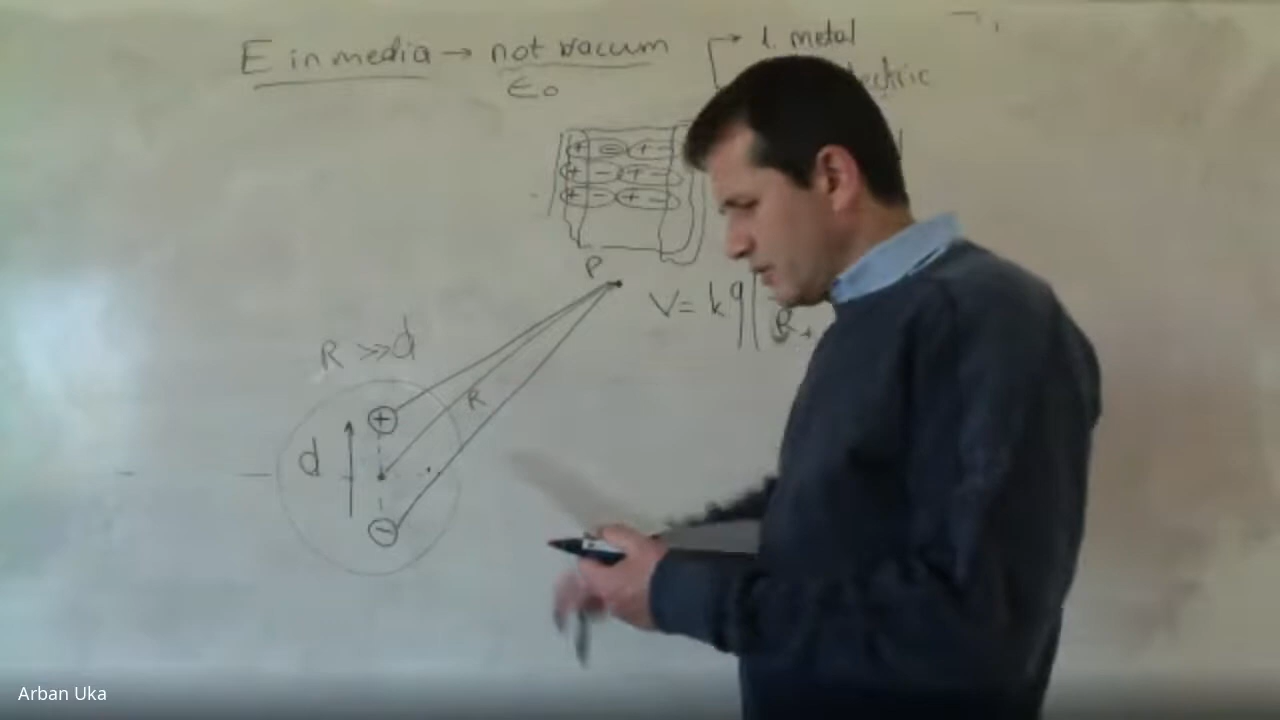 E in media → not vacuum
ε₀
1. metal
+ = + -
+ - + -
+ - + -
P
V = kq
R₊
R >> d
+
R
d
-
Arban Uka